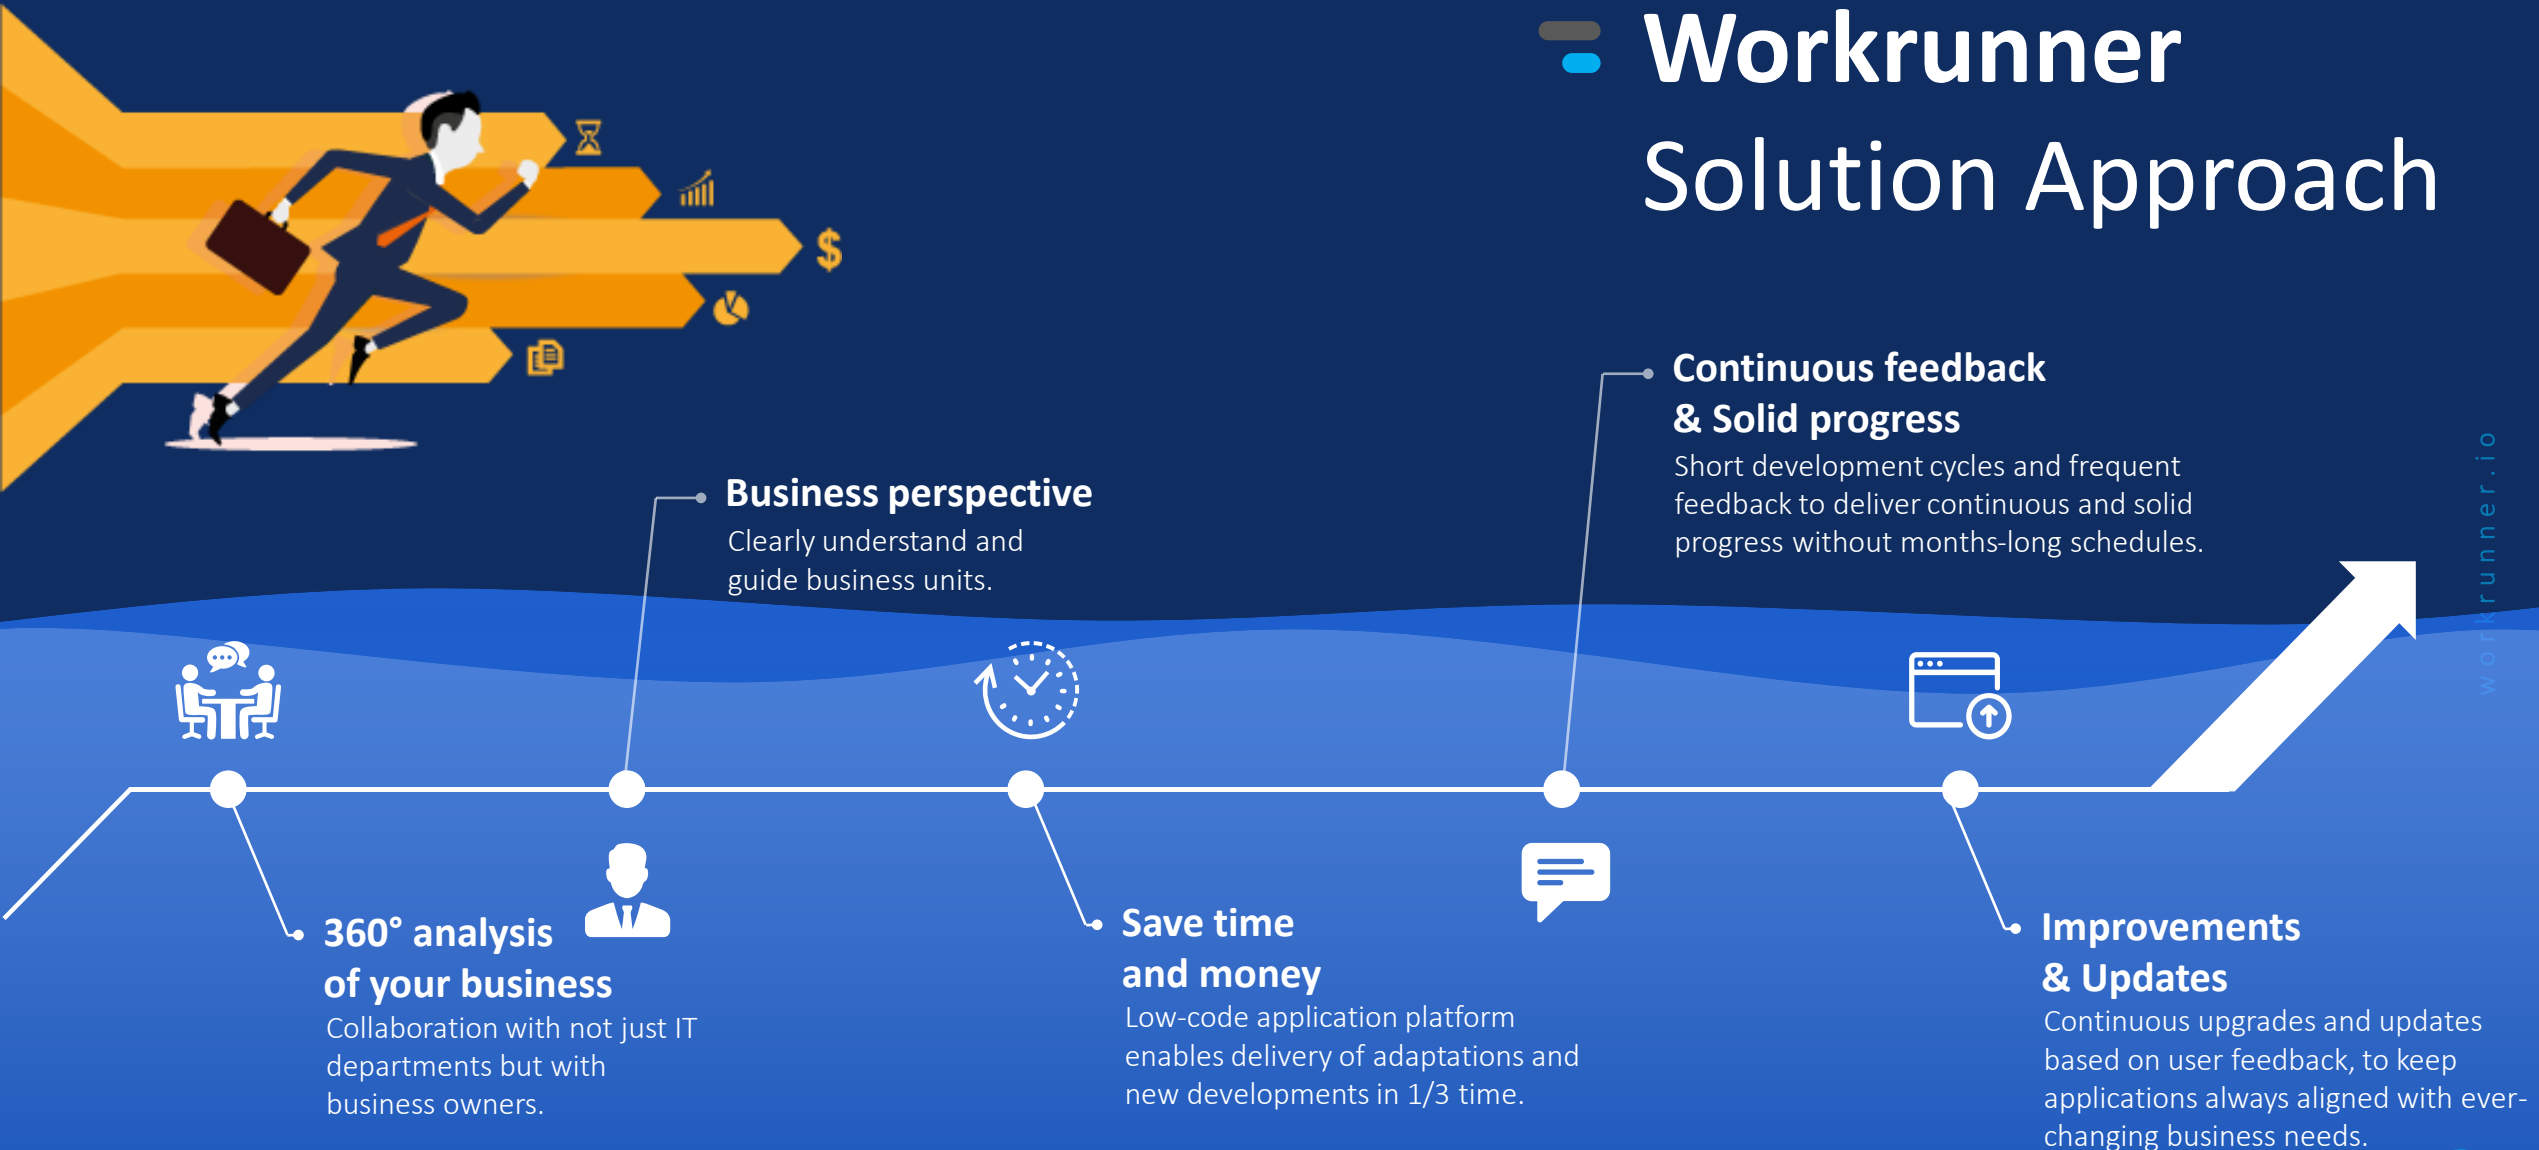 Workrunner
Solution Approach
Continuous feedback
& Solid progress
Short development cycles and frequent
feedback to deliver continuous and solid
progress without months-long schedules.
Business perspective
Clearly understand and
guide business units.
workrunner.io
360° analysis
of your business
Collaboration with not just IT
departments but with
business owners.
Save time
and money
Low-code application platform
enables delivery of adaptations and
new developments in 1/3 time.
Improvements
& Updates
Continuous upgrades and updates
based on user feedback, to keep
applications always aligned with ever-
changing business needs.
$